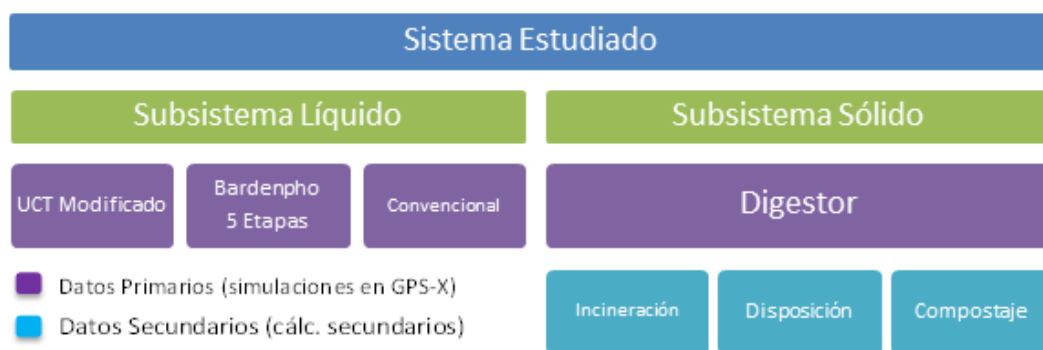 Sistema Estudiado
Subsistema Líquido
Subsistema Sólido
UCT Modificado
Bardenpho
5 Etapas
Convencional
Digestor
Datos Primarios (simulaciones en GPS-X)
Datos Secundarios (cálc. secundarios)
Incineración
Disposición
Compostaje